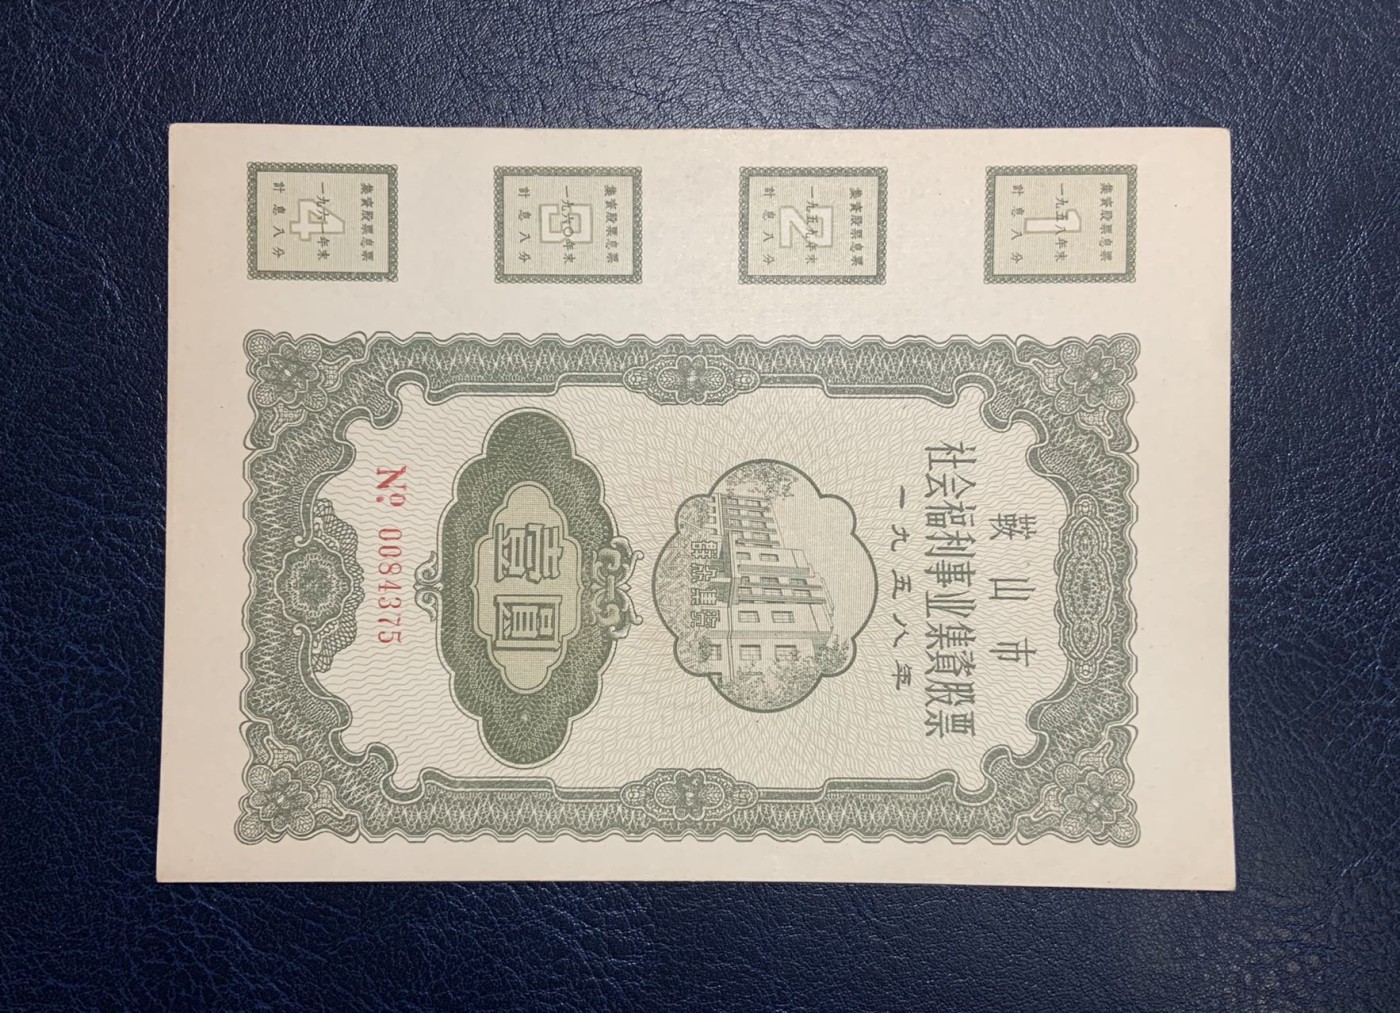 鞍山市
社会福利事业集資股票
一九五八年
壹圓
No. 0084375
集資股票息票
1
一九五八年末
計息八分
集資股票息票
2
一九五九年末
計息八分
集資股票息票
3
一九六〇年末
計息八分
集資股票息票
4
一九六一年末
計息八分